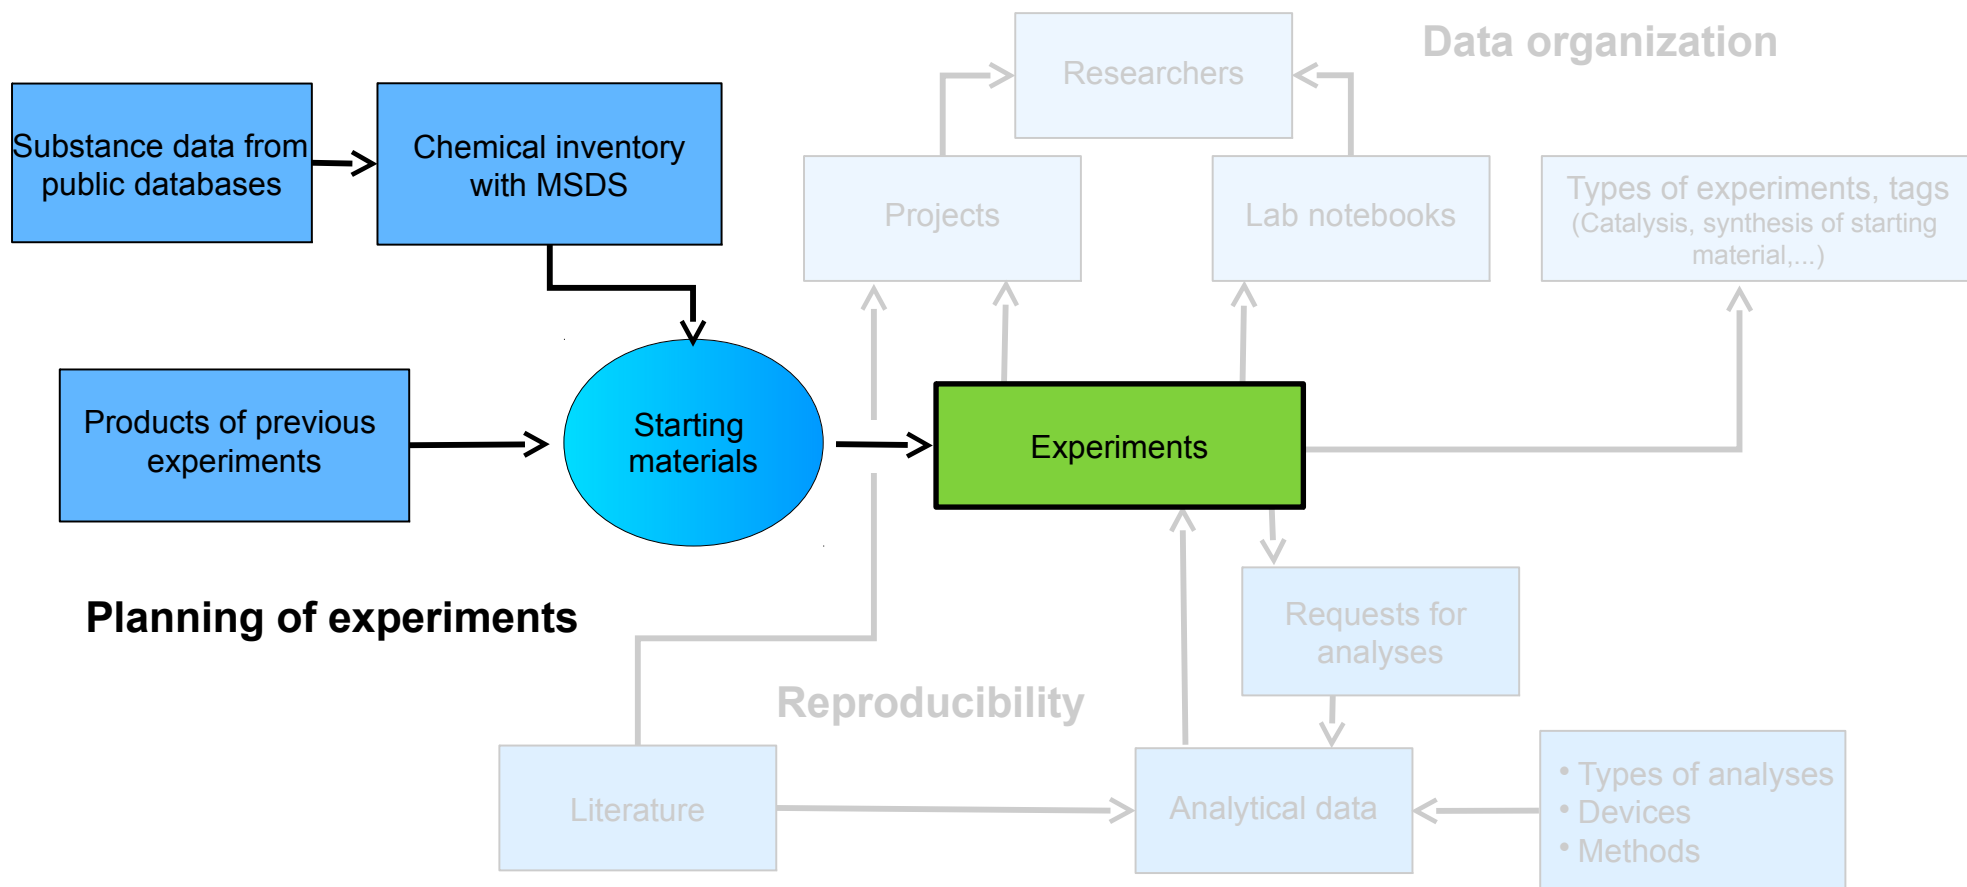 Data organization
Researchers
Substance data from
public databases
Chemical inventory
with MSDS
Projects
Lab notebooks
Types of experiments, tags
(Catalysis, synthesis of starting
material,...)
Products of previous
experiments
Starting
materials
Experiments
Planning of experiments
Requests for
analyses
Reproducibility
Literature
Analytical data
• Types of analyses
• Devices
• Methods